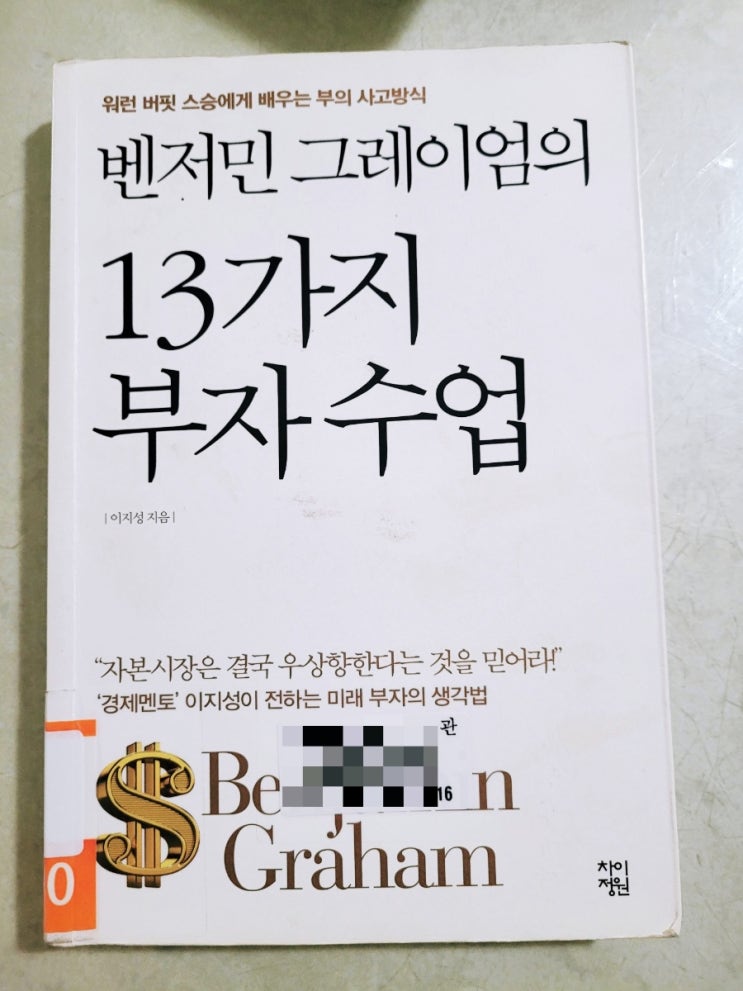 워런 버핏 스승에게 배우는 부의 사고방식
벤저민 그레이엄의
13가지
부자 수업
| 이지성 지음 |
“자본시장은 결국 우상향한다는 것을 믿어라!”
‘경제멘토’ 이지성이 전하는 미래 부자의 생각법
관
16
Graham
차이
정원
0